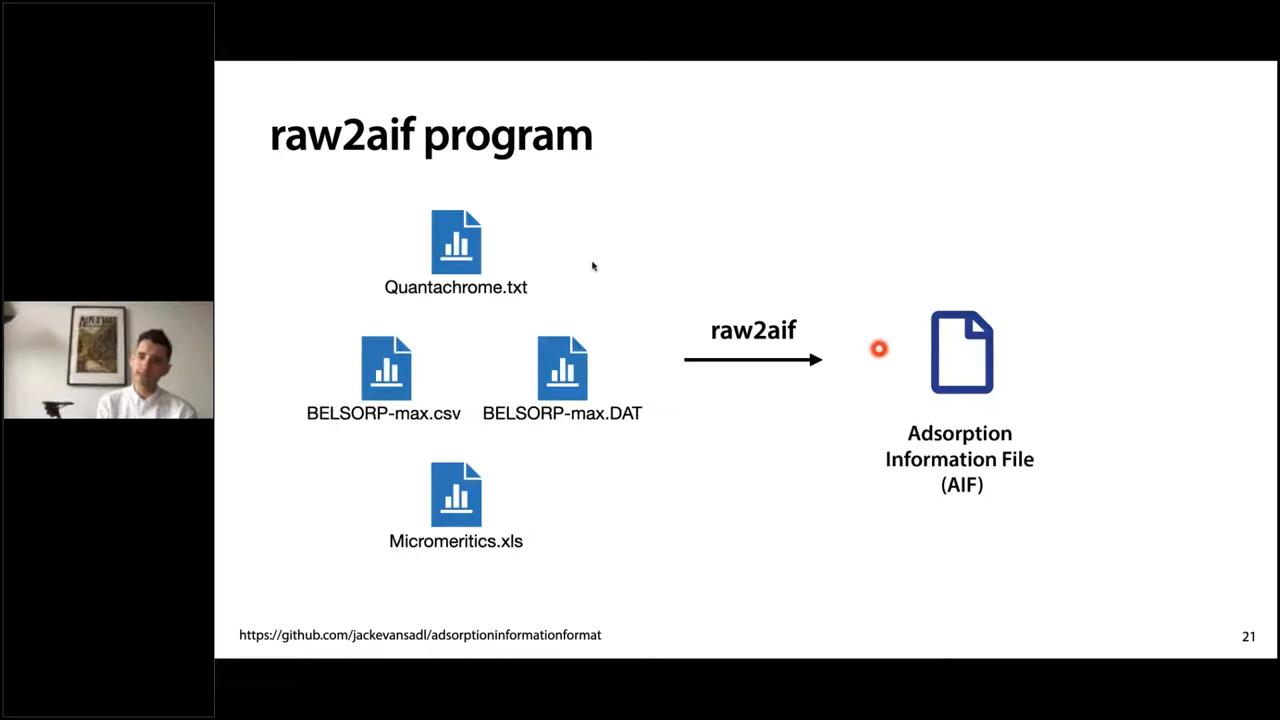 raw2aif program
Quantachrome.txt
BELSORP-max.csv
BELSORP-max.DAT
Micromeritics.xls
raw2aif
Adsorption
Information File
(AIF)
https://github.com/jackevansadl/adsorptioninformationformat
21